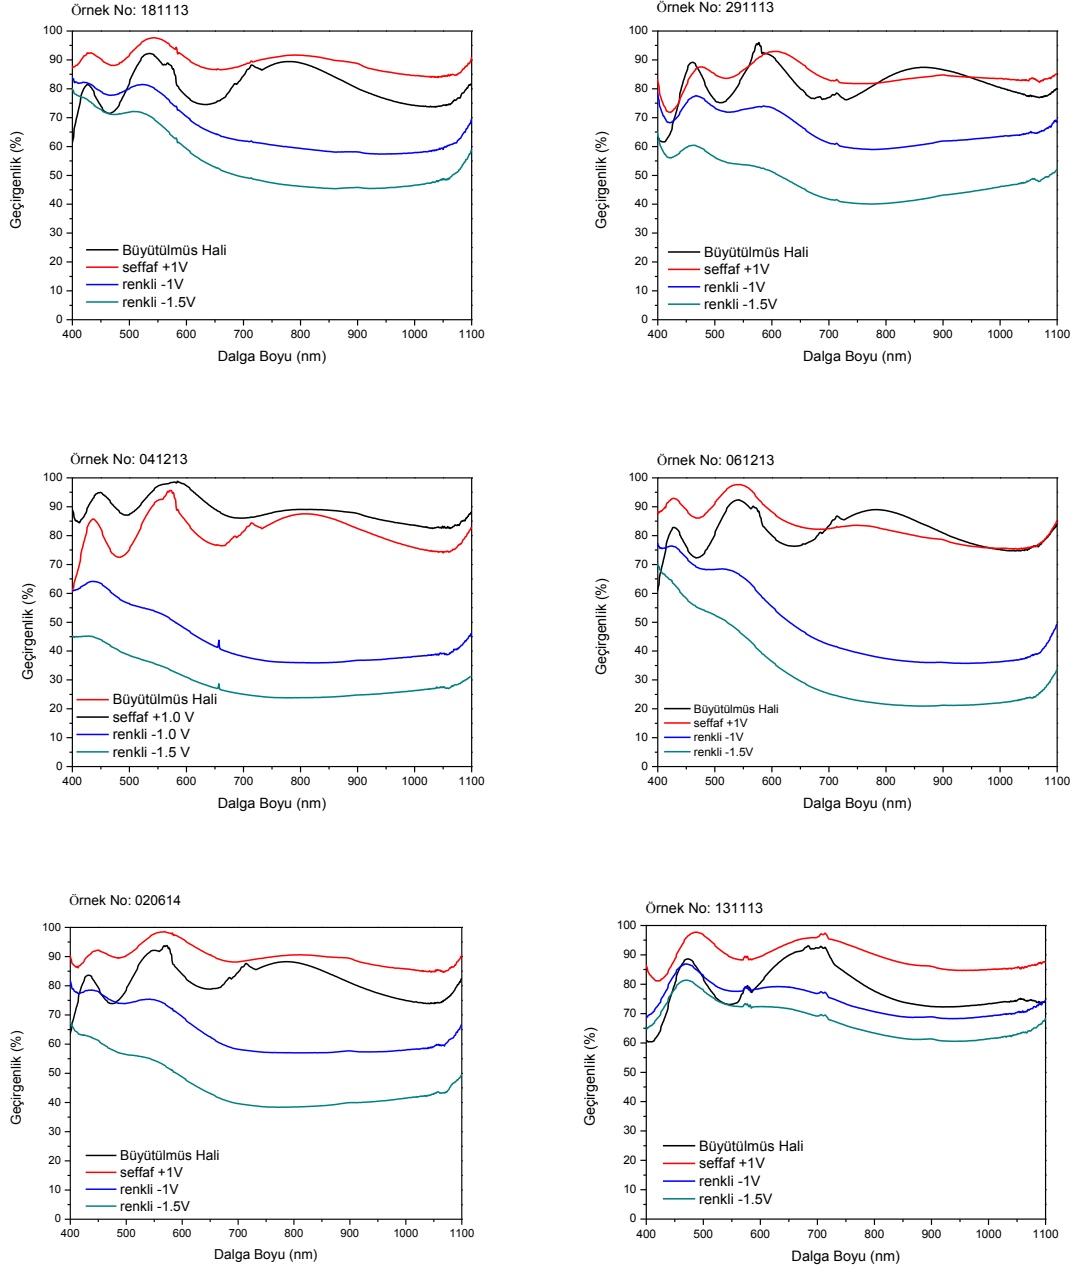 Örnek No: 181113
100
90
80
70
60
50
40
30
20
10
0
Geçirgenlik (%)
Büyütülmüs Hali
seffaf +1V
renkli -1V
renkli -1.5V
400 500 600 700 800 900 1000 1100
Dalga Boyu (nm)
Örnek No: 291113
100
90
80
70
60
50
40
30
20
10
0
Geçirgenlik (%)
Büyütülmüs Hali
seffaf +1V
renkli -1V
renkli -1.5V
400 500 600 700 800 900 1000 1100
Dalga Boyu (nm)
Örnek No: 041213
100
90
80
70
60
50
40
30
20
10
0
Geçirgenlik (%)
Büyütülmüs Hali
seffaf +1.0 V
renkli -1.0 V
renkli -1.5 V
400 500 600 700 800 900 1000 1100
Dalga Boyu (nm)
Örnek No: 061213
100
90
80
70
60
50
40
30
20
10
0
Geçirgenlik (%)
Büyütülmüs Hali
seffaf +1V
renkli -1V
renkli -1.5V
400 500 600 700 800 900 1000 1100
Dalga Boyu (nm)
Örnek No: 020614
100
90
80
70
60
50
40
30
20
10
0
Geçirgenlik (%)
Büyütülmüs Hali
seffaf +1V
renkli -1V
renkli -1.5V
400 500 600 700 800 900 1000 1100
Dalga Boyu (nm)
Örnek No: 131113
100
90
80
70
60
50
40
30
20
10
0
Geçirgenlik (%)
Büyütülmüs Hali
seffaf +1V
renkli -1V
renkli -1.5V
400 500 600 700 800 900 1000 1100
Dalga Boyu (nm)